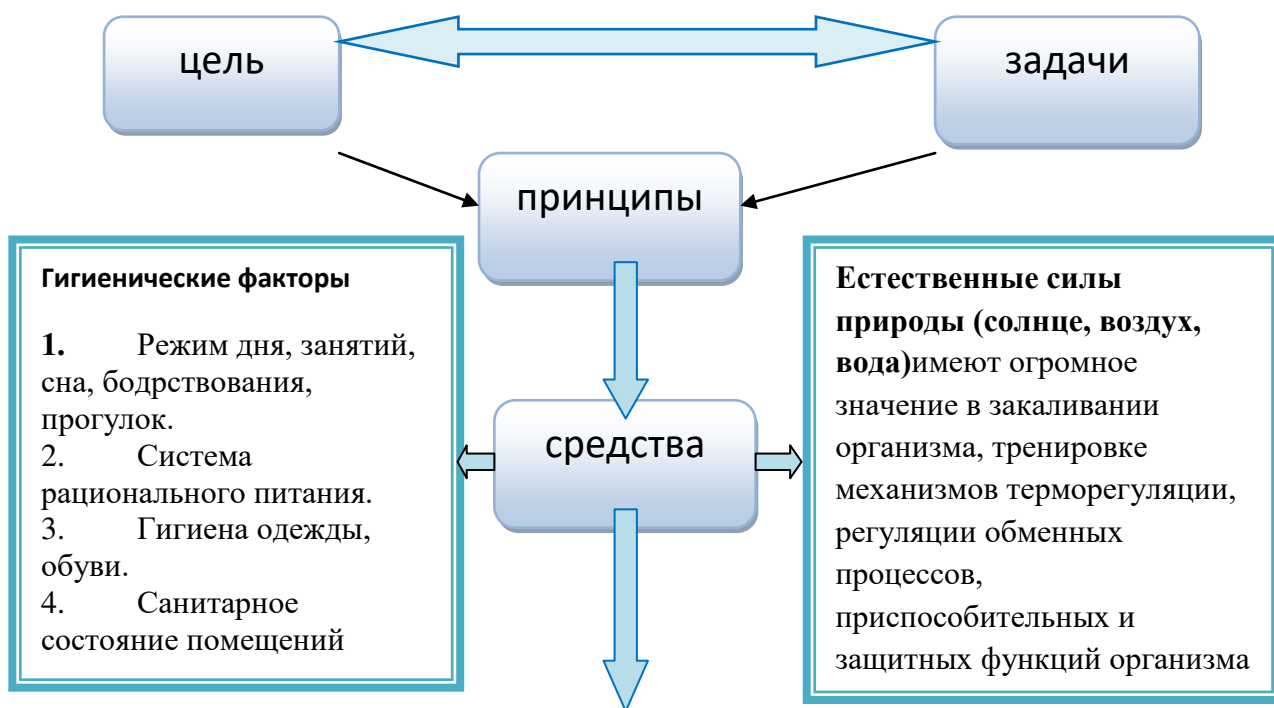 цель
задачи
принципы
Гигиенические факторы
1. Режим дня, занятий,
сна, бодрствования,
прогулок.
2. Система
рационального питания.
3. Гигиена одежды,
обуви.
4. Санитарное
состояние помещений
средства
Естественные силы
природы (солнце, воздух,
вода)имеют огромное
значение в закаливании
организма, тренировке
механизмов терморегуляции,
регуляции обменных
процессов,
приспособительных и
защитных функций организма